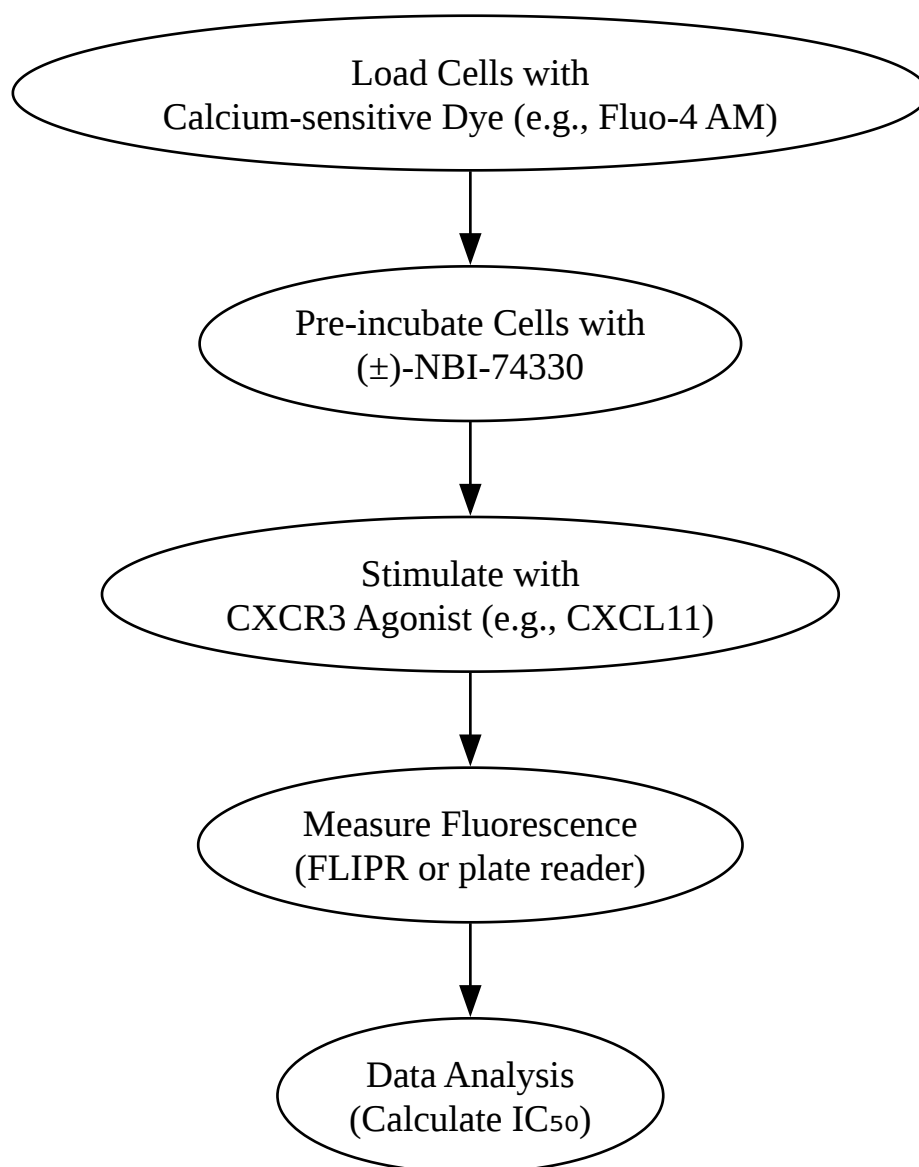 Load Cells with
Calcium-sensitive Dye (e.g., Fluo-4 AM)
Pre-incubate Cells with
(±)-NBI-74330
Stimulate with
CXCR3 Agonist (e.g., CXCL11)
Measure Fluorescence
(FLIPR or plate reader)
Data Analysis
(Calculate IC₅₀)